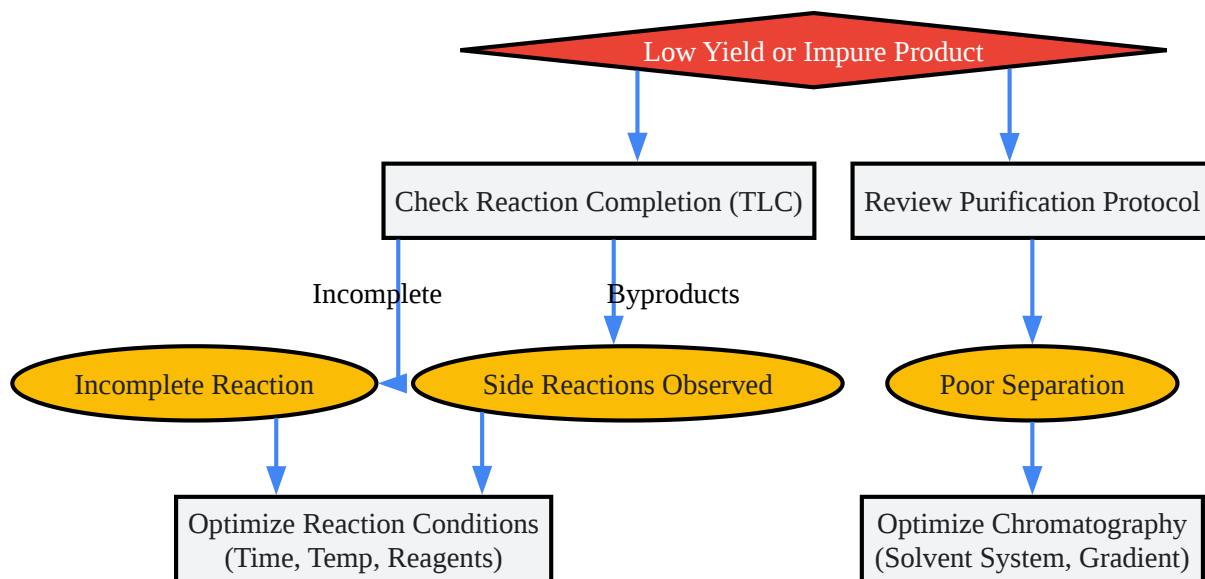 Low Yield or Impure Product
Check Reaction Completion (TLC)
Review Purification Protocol
Incomplete
Byproducts
Incomplete Reaction
Side Reactions Observed
Poor Separation
Optimize Reaction Conditions
(Time, Temp, Reagents)
Optimize Chromatography
(Solvent System, Gradient)